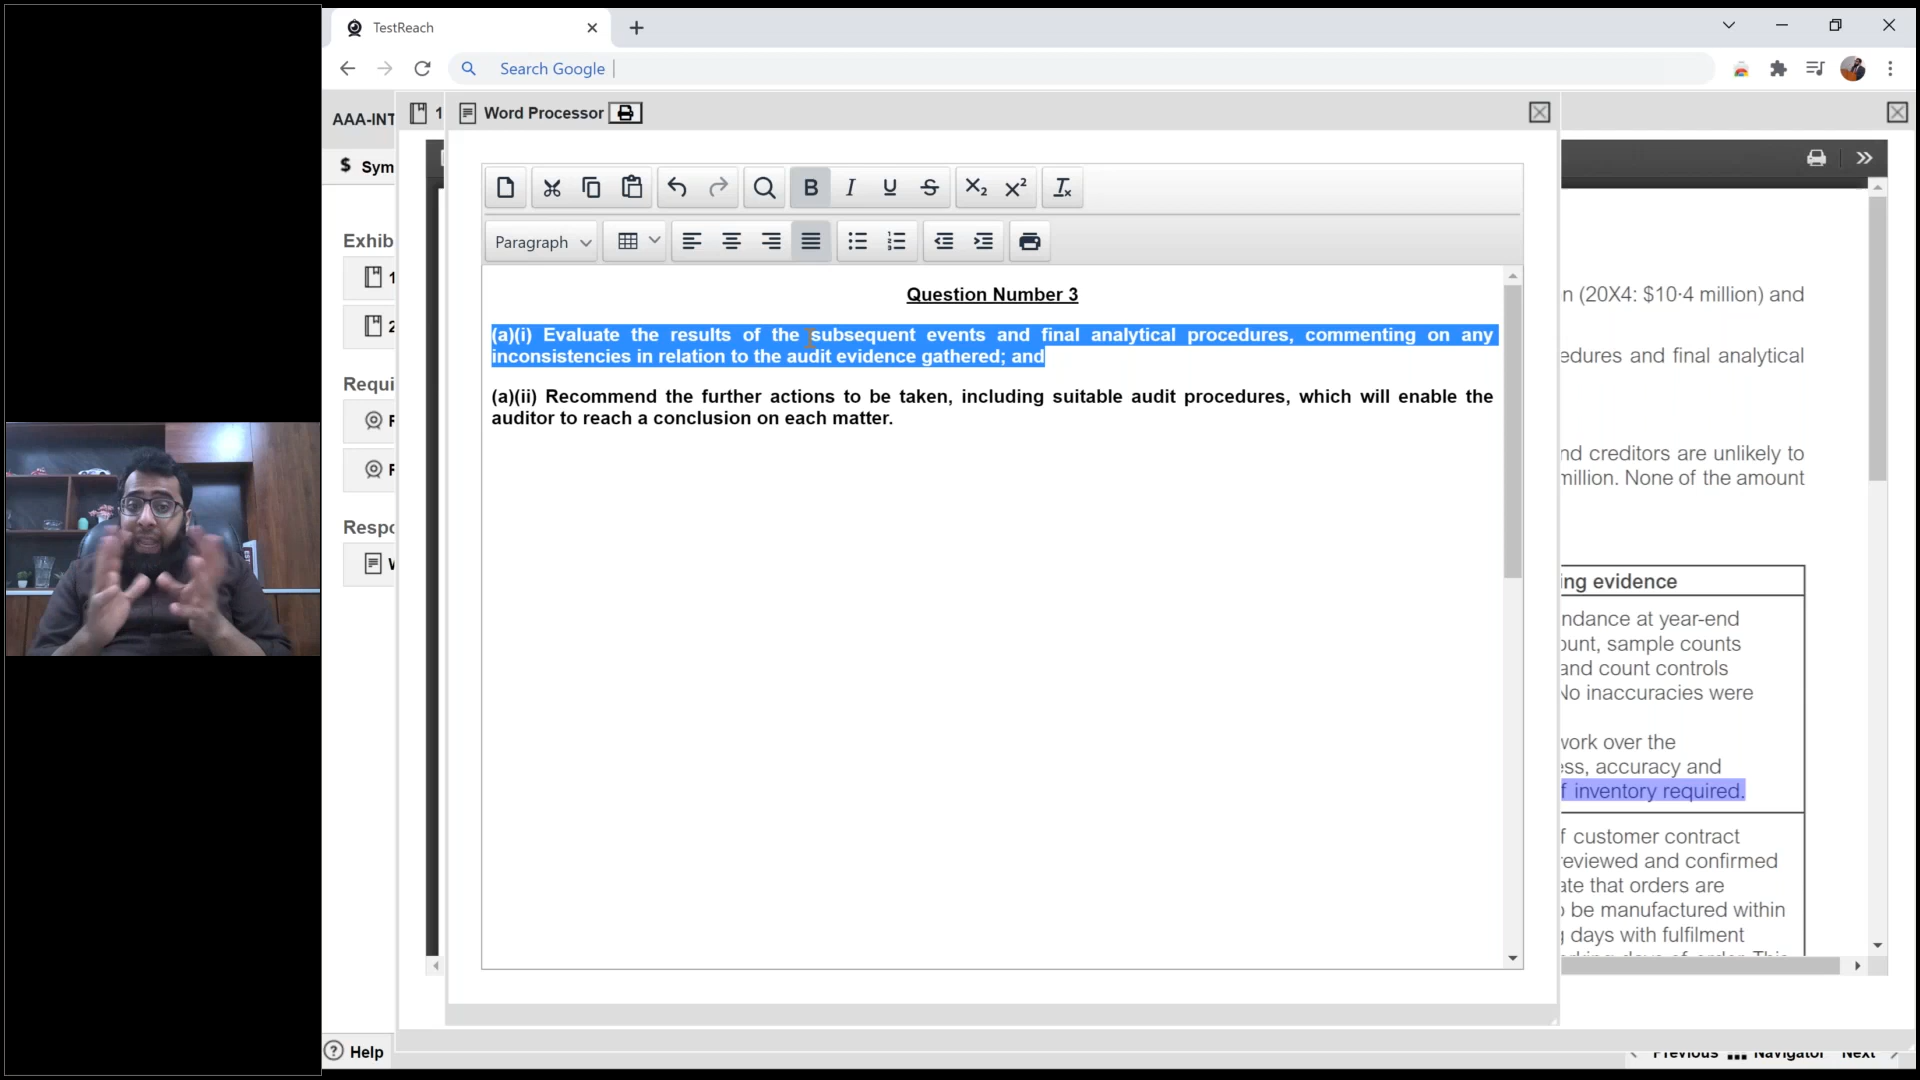 TestReach
Search Google
AAA-INT
1
Word Processor
$ Sym
Paragraph
Exhib
1
2
Requi
Respo
Question Number 3
(a)(i) Evaluate the results of the subsequent events and final analytical procedures, commenting on any
inconsistencies in relation to the audit evidence gathered; and
(a)(ii) Recommend the further actions to be taken, including suitable audit procedures, which will enable the
auditor to reach a conclusion on each matter.
n (20X4: $10·4 million) and
edures and final analytical
nd creditors are unlikely to
million. None of the amount
ing evidence
ndance at year-end
ount, sample counts
and count controls
No inaccuracies were
work over the
ess, accuracy and
f inventory required.
f customer contract
reviewed and confirmed
ate that orders are
o be manufactured within
g days with fulfilment
Help
Previous Navigator Next